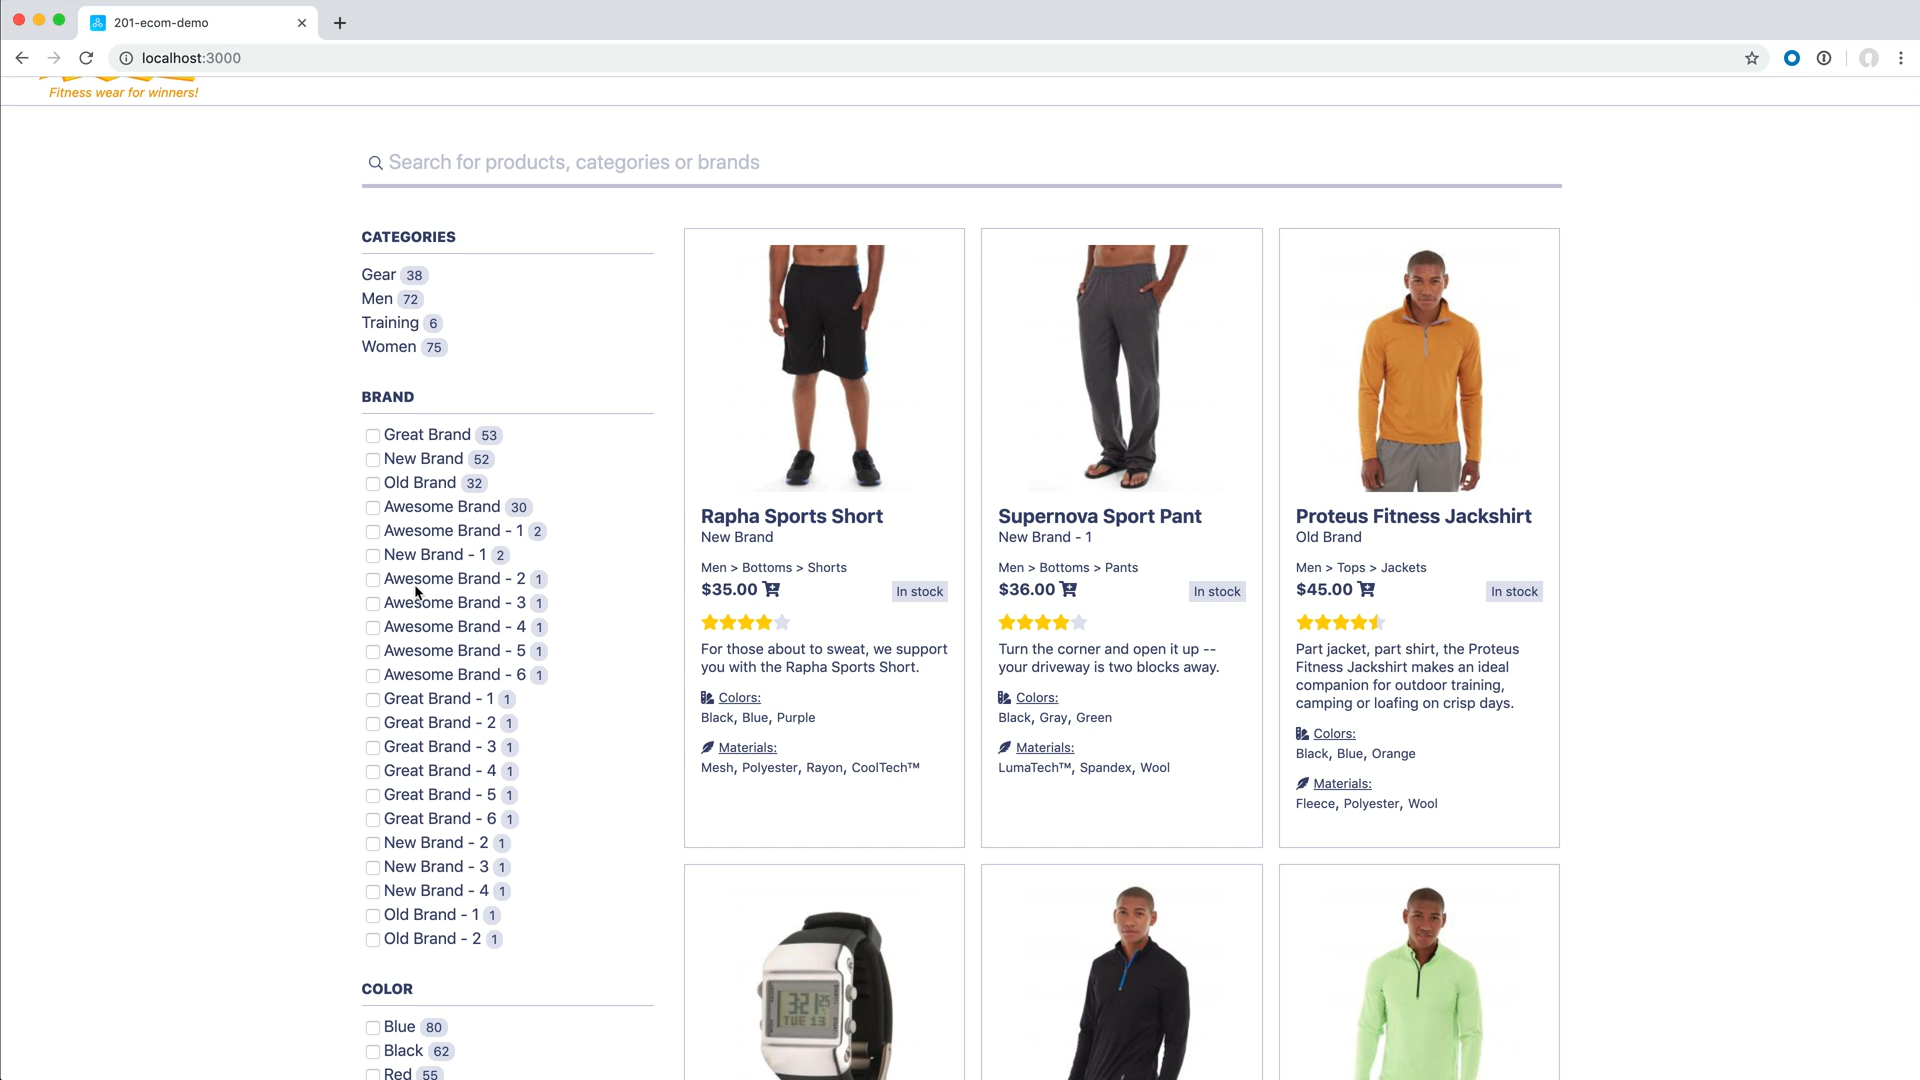 201-ecom-demo
localhost:3000
Fitness wear for winners!
Search for products, categories or brands
CATEGORIES
Gear 38
Men 72
Training 6
Women 75
BRAND
Great Brand 53
New Brand 52
Old Brand 32
Awesome Brand 30
Awesome Brand - 1 2
New Brand - 1 2
Awesome Brand - 2 1
Awesome Brand - 3 1
Awesome Brand - 4 1
Awesome Brand - 5 1
Awesome Brand - 6 1
Great Brand - 1 1
Great Brand - 2 1
Great Brand - 3 1
Great Brand - 4 1
Great Brand - 5 1
Great Brand - 6 1
New Brand - 2 1
New Brand - 3 1
New Brand - 4 1
Old Brand - 1 1
Old Brand - 2 1
COLOR
Blue 80
Black 62
Red 55
Rapha Sports Short
New Brand
Men > Bottoms > Shorts
$35.00 In stock
For those about to sweat, we support
you with the Rapha Sports Short.
Colors:
Black, Blue, Purple
Materials:
Mesh, Polyester, Rayon, CoolTech™
Supernova Sport Pant
New Brand - 1
Men > Bottoms > Pants
$36.00 In stock
Turn the corner and open it up --
your driveway is two blocks away.
Colors:
Black, Gray, Green
Materials:
LumaTech™, Spandex, Wool
Proteus Fitness Jackshirt
Old Brand
Men > Tops > Jackets
$45.00 In stock
Part jacket, part shirt, the Proteus
Fitness Jackshirt makes an ideal
companion for outdoor training,
camping or loafing on crisp days.
Colors:
Black, Blue, Orange
Materials:
Fleece, Polyester, Wool
3:21 25
TUE 13